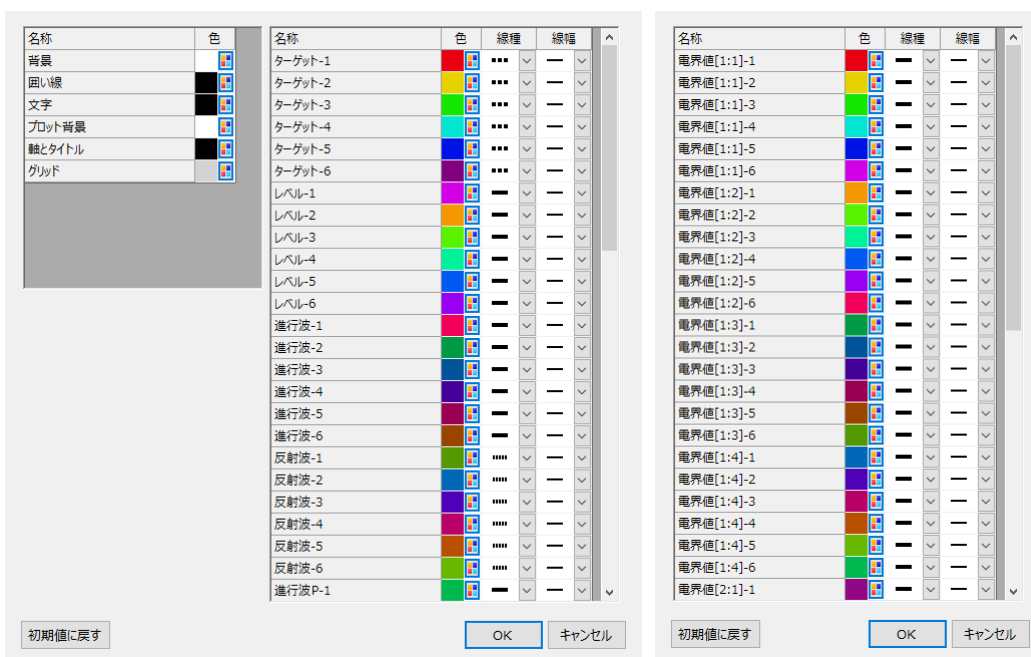 名称 色
背景
囲い線
文字
プロット背景
軸とタイトル
グリッド
名称 色 線種 線幅
ターゲット-1
ターゲット-2
ターゲット-3
ターゲット-4
ターゲット-5
ターゲット-6
レベル-1
レベル-2
レベル-3
レベル-4
レベル-5
レベル-6
進行波-1
進行波-2
進行波-3
進行波-4
進行波-5
進行波-6
反射波-1
反射波-2
反射波-3
反射波-4
反射波-5
反射波-6
進行波P-1
初期値に戻す OK キャンセル
名称 色 線種 線幅
電界値[1:1]-1
電界値[1:1]-2
電界値[1:1]-3
電界値[1:1]-4
電界値[1:1]-5
電界値[1:1]-6
電界値[1:2]-1
電界値[1:2]-2
電界値[1:2]-3
電界値[1:2]-4
電界値[1:2]-5
電界値[1:2]-6
電界値[1:3]-1
電界値[1:3]-2
電界値[1:3]-3
電界値[1:3]-4
電界値[1:3]-5
電界値[1:3]-6
電界値[1:4]-1
電界値[1:4]-2
電界値[1:4]-3
電界値[1:4]-4
電界値[1:4]-5
電界値[1:4]-6
電界値[2:1]-1
初期値に戻す OK キャンセル